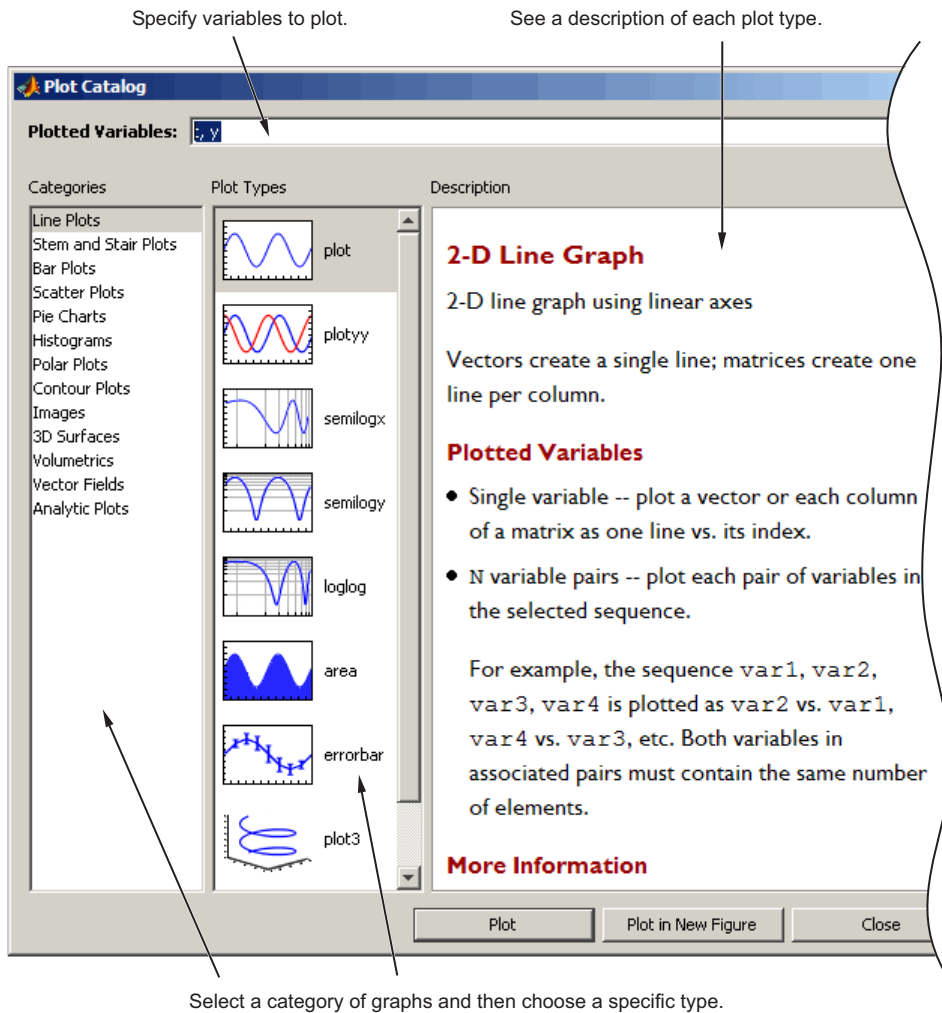 Specify variables to plot.
See a description of each plot type.
Plot Catalog
Plotted Variables:
:, y
Categories
Plot Types
Description
Line Plots
Stem and Stair Plots
Bar Plots
Scatter Plots
Pie Charts
Histograms
Polar Plots
Contour Plots
Images
3D Surfaces
Volumetrics
Vector Fields
Analytic Plots
plot
plotyy
semilogx
semilogy
loglog
area
errorbar
plot3
2-D Line Graph
2-D line graph using linear axes
Vectors create a single line; matrices create one
line per column.
Plotted Variables
• Single variable -- plot a vector or each column
of a matrix as one line vs. its index.
• N variable pairs -- plot each pair of variables in
the selected sequence.
For example, the sequence var1, var2,
var3, var4 is plotted as var2 vs. var1,
var4 vs. var3, etc. Both variables in
associated pairs must contain the same number
of elements.
More Information
Plot
Plot in New Figure
Close
Select a category of graphs and then choose a specific type.